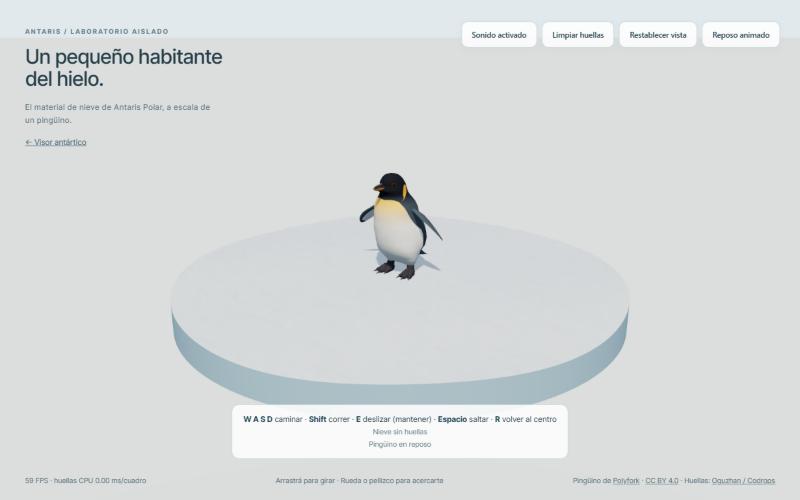 ANTARIS / LABORATORIO AISLADO
Un pequeño habitante
del hielo.
El material de nieve de Antaris Polar, a escala de
un pingüino.
← Visor antártico
Sonido activado
Limpiar huellas
Restablecer vista
Reposo animado
W A S D caminar · Shift correr · E deslizar (mantener) · Espacio saltar · R volver al centro
Nieve sin huellas
Pingüino en reposo
59 FPS · huellas CPU 0.00 ms/cuadro
Arrastrá para girar · Rueda o pellizco para acercarte
Pingüino de Polyfork · CC BY 4.0 · Huellas: Oguzhan / Codrops